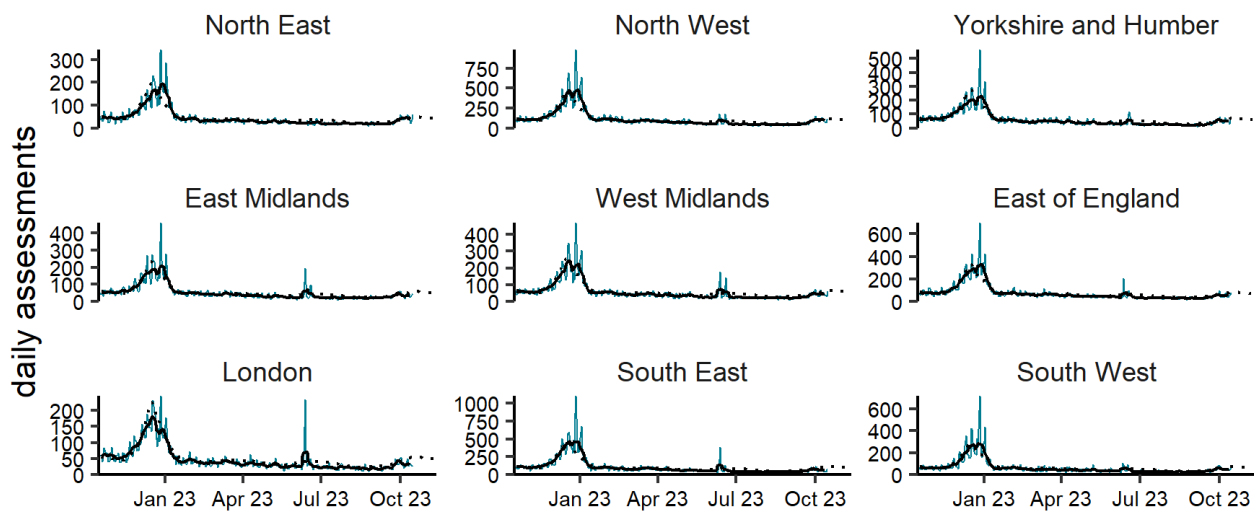 North East North West Yorkshire and Humber
300 200 100 0
750 500 250 0
500 400 300 200 100 0
daily assessments
East Midlands West Midlands East of England
400 300 200 100 0
400 300 200 100 0
600 400 200 0
London South East South West
200 150 100 50 0
1000 750 500 250 0
600 400 200 0
Jan 23 Apr 23 Jul 23 Oct 23 Jan 23 Apr 23 Jul 23 Oct 23 Jan 23 Apr 23 Jul 23 Oct 23